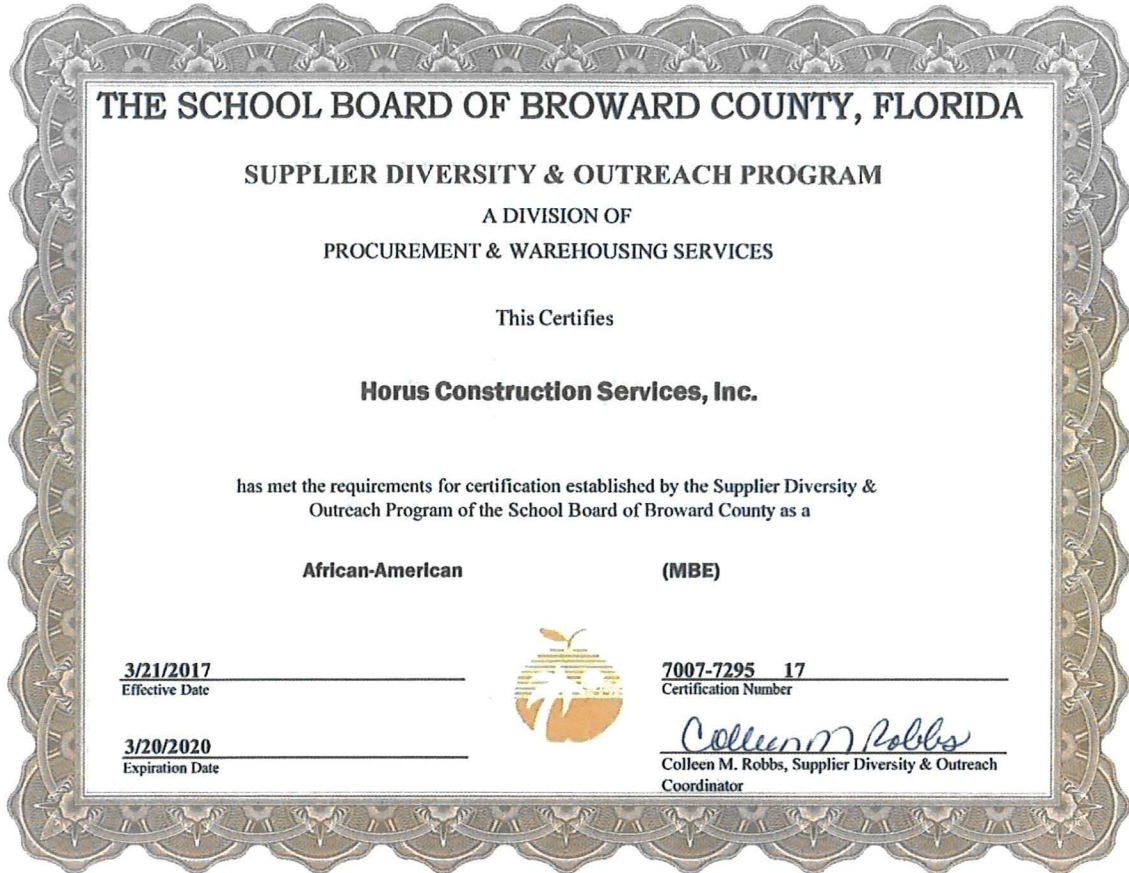 THE SCHOOL BOARD OF BROWARD COUNTY, FLORIDA
SUPPLIER DIVERSITY & OUTREACH PROGRAM
A DIVISION OF
PROCUREMENT & WAREHOUSING SERVICES
This Certifies
Horus Construction Services, Inc.
has met the requirements for certification established by the Supplier Diversity &
Outreach Program of the School Board of Broward County as a
African-American (MBE)
3/21/2017
Effective Date
7007-7295 17
Certification Number
3/20/2020
Expiration Date
Colleen M Robbs
Colleen M. Robbs, Supplier Diversity & Outreach
Coordinator